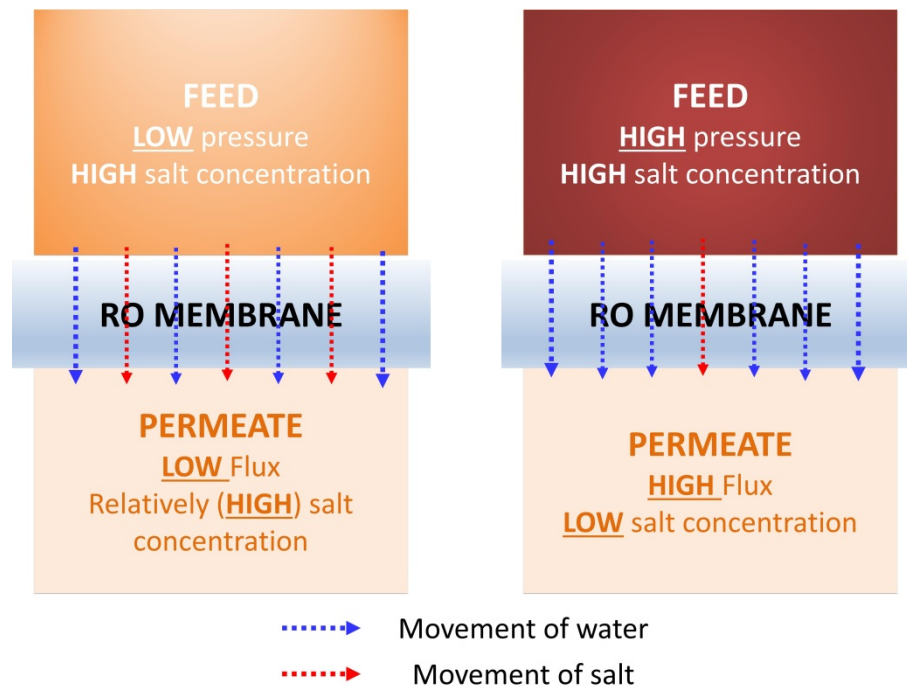 FEED
LOW pressure
HIGH salt concentration
RO MEMBRANE
PERMEATE
LOW Flux
Relatively (HIGH) salt
concentration
FEED
HIGH pressure
HIGH salt concentration
RO MEMBRANE
PERMEATE
HIGH Flux
LOW salt concentration
Movement of water
Movement of salt